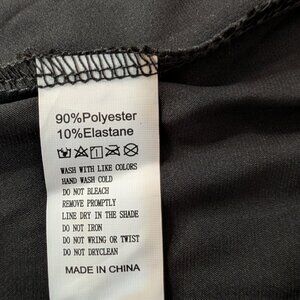 90%Polyester
10%Elastane
WASH WITH LIKE COLORS
HAND WASH COLD
DO NOT BLEACH
REMOVE PROMPTLY
LINE DRY IN THE SHADE
DO NOT IRON
DO NOT WRING OR TWIST
DO NOT DRYCLEAN
MADE IN CHINA